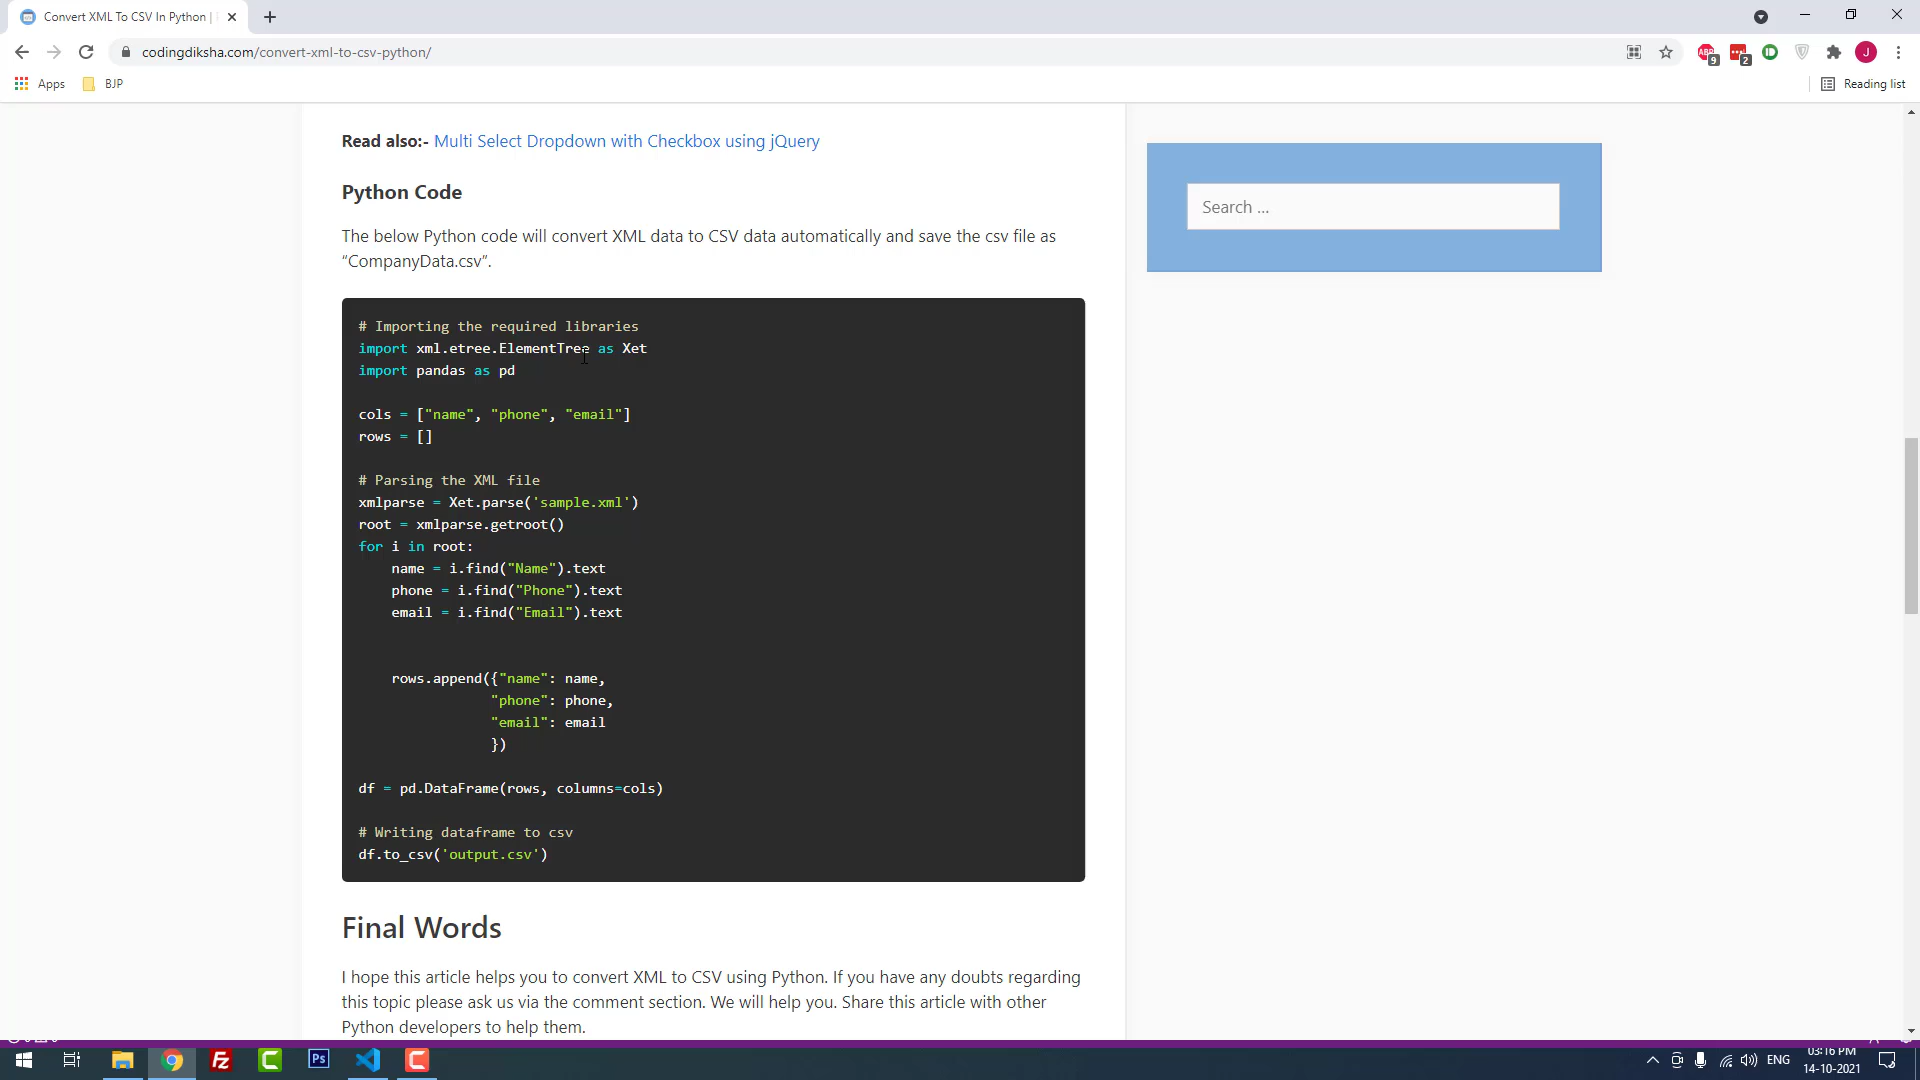 Convert XML To CSV In Python |
codingdiksha.com/convert-xml-to-csv-python/
ABP
9
2
J
Apps
BJP
Reading list
Read also:- Multi Select Dropdown with Checkbox using jQuery
Python Code
The below Python code will convert XML data to CSV data automatically and save the csv file as
“CompanyData.csv”.
Search ...
# Importing the required libraries
import xml.etree.ElementTree as Xet
import pandas as pd
cols = ["name", "phone", "email"]
rows = []
# Parsing the XML file
xmlparse = Xet.parse('sample.xml')
root = xmlparse.getroot()
for i in root:
    name = i.find("Name").text
    phone = i.find("Phone").text
    email = i.find("Email").text
    rows.append({"name": name,
                "phone": phone,
                "email": email
                })
df = pd.DataFrame(rows, columns=cols)
# Writing dataframe to csv
df.to_csv('output.csv')
Final Words
I hope this article helps you to convert XML to CSV using Python. If you have any doubts regarding
this topic please ask us via the comment section. We will help you. Share this article with other
Python developers to help them.
Fz
C
Ps
C
ENG
03:16 PM
14-10-2021